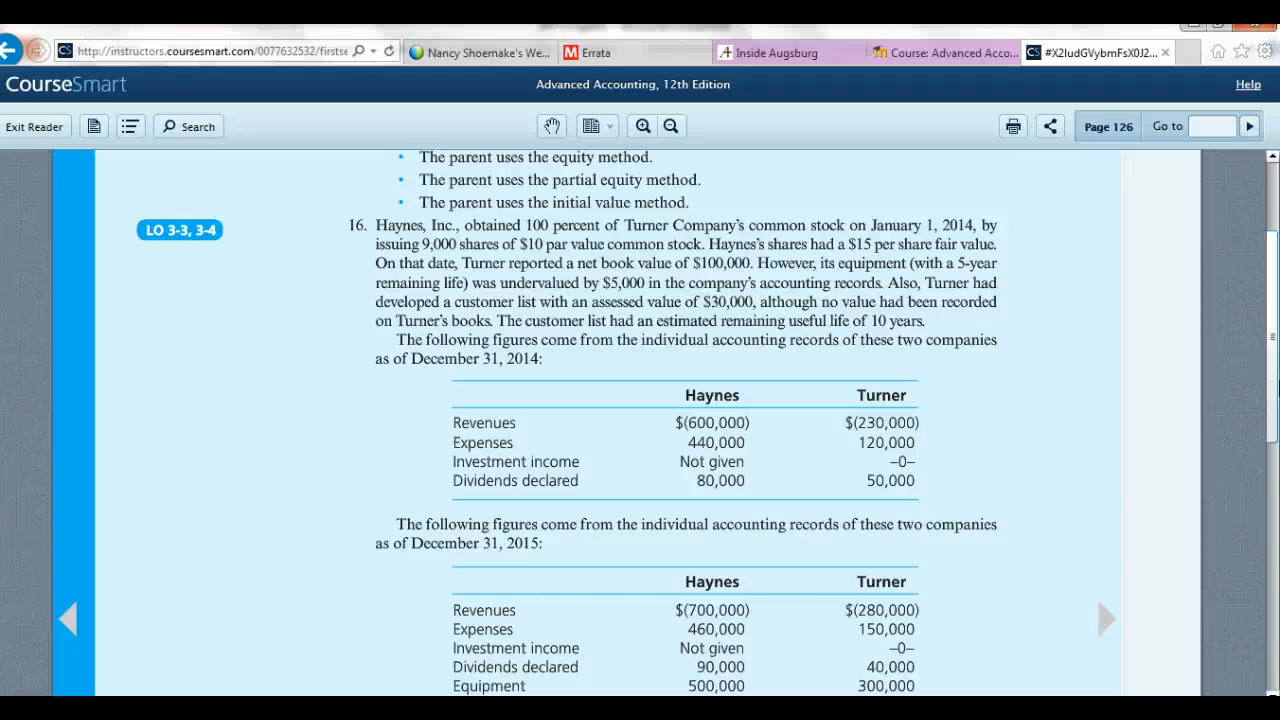 http://instructors.coursesmart.com/0077632532/firstse
Nancy Shoemake's We...
Errata
Inside Augsburg
Course: Advanced Acco...
#X2ludGVybmFsX0J2...
CourseSmart
Advanced Accounting, 12th Edition
Help
Exit Reader
Search
Page 126
Go to
• The parent uses the equity method.
• The parent uses the partial equity method.
• The parent uses the initial value method.
LO 3-3, 3-4
16. Haynes, Inc., obtained 100 percent of Turner Company's common stock on January 1, 2014, by
issuing 9,000 shares of $10 par value common stock. Haynes's shares had a $15 per share fair value.
On that date, Turner reported a net book value of $100,000. However, its equipment (with a 5-year
remaining life) was undervalued by $5,000 in the company's accounting records. Also, Turner had
developed a customer list with an assessed value of $30,000, although no value had been recorded
on Turner's books. The customer list had an estimated remaining useful life of 10 years.
The following figures come from the individual accounting records of these two companies
as of December 31, 2014:
Haynes Turner
Revenues $(600,000) $(230,000)
Expenses 440,000 120,000
Investment income Not given –0–
Dividends declared 80,000 50,000
The following figures come from the individual accounting records of these two companies
as of December 31, 2015:
Haynes Turner
Revenues $(700,000) $(280,000)
Expenses 460,000 150,000
Investment income Not given –0–
Dividends declared 90,000 40,000
Equipment 500,000 300,000